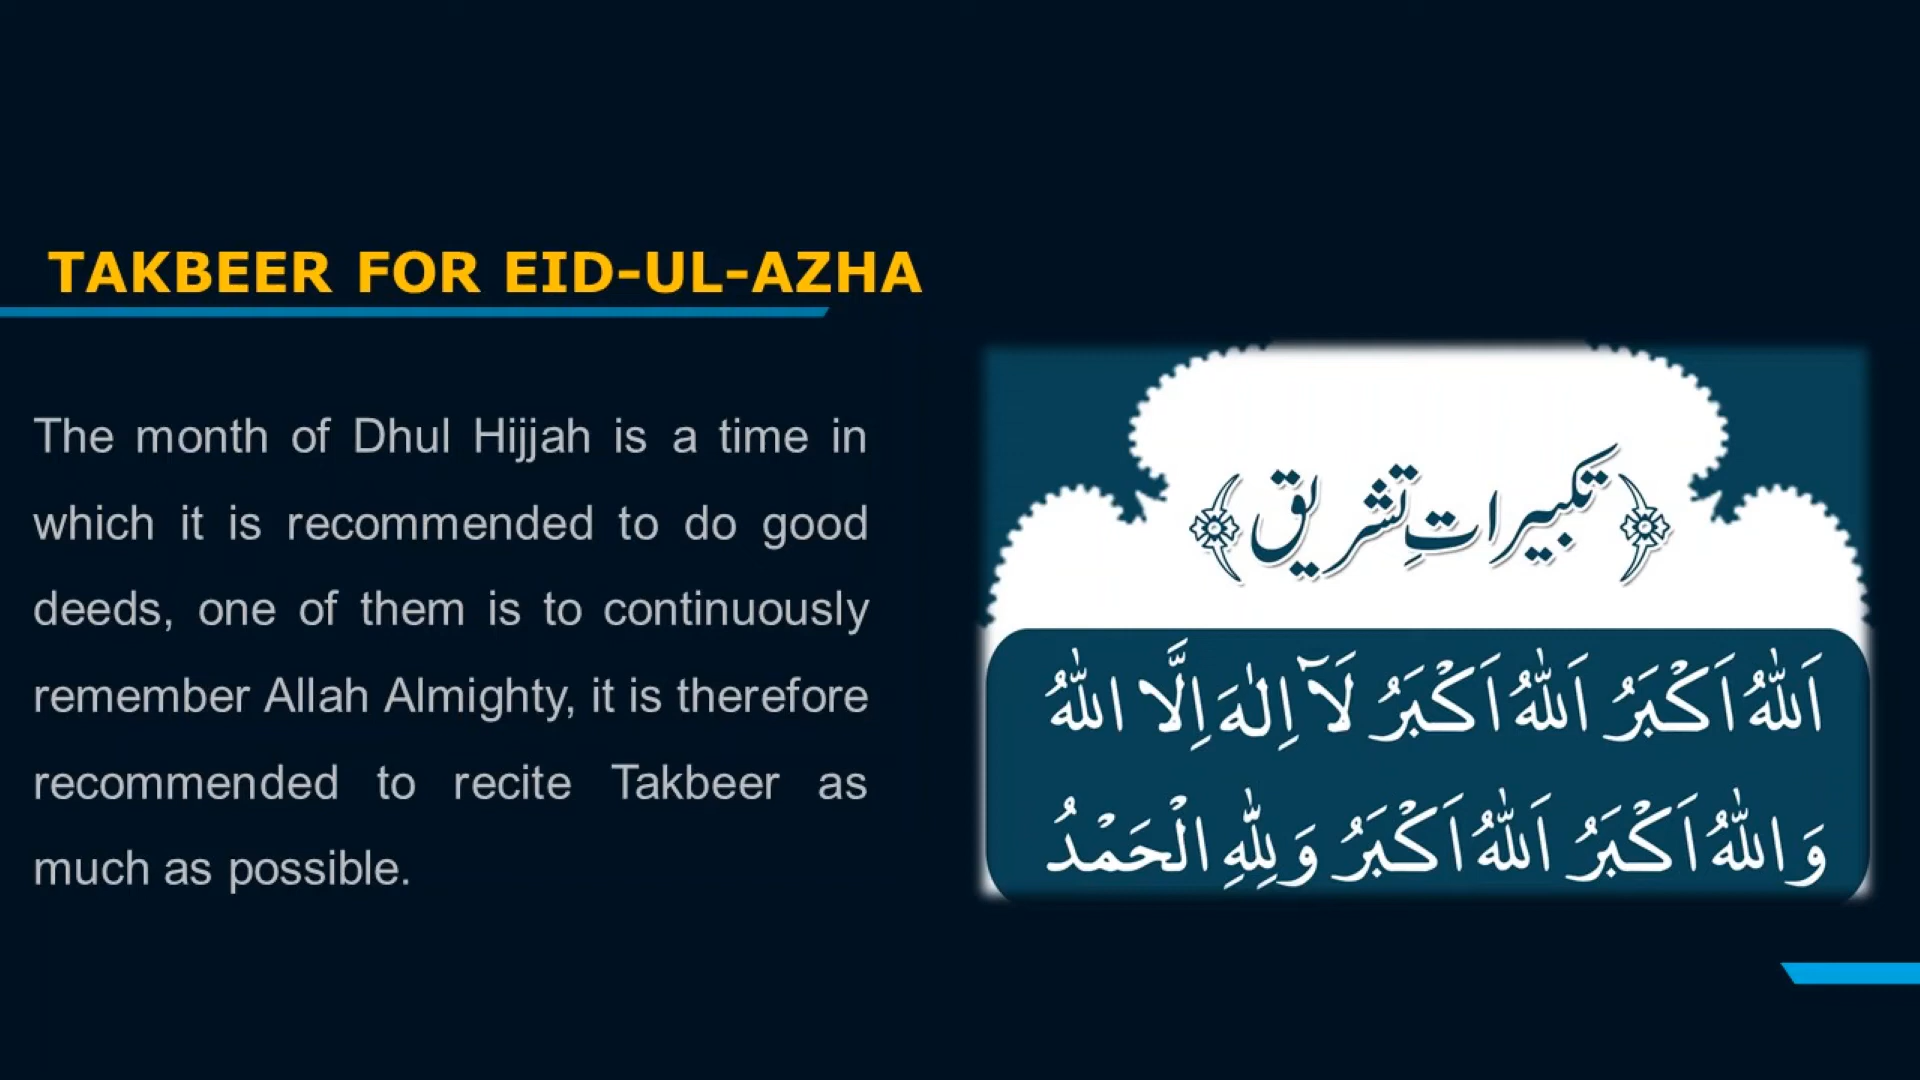 TAKBEER FOR EID-UL-AZHA
The month of Dhul Hijjah is a time in
which it is recommended to do good
deeds, one of them is to continuously
remember Allah Almighty, it is therefore
recommended to recite Takbeer as
much as possible.
﴿تکبیراتِ تشریق﴾
اَللّٰهُ اَكْبَرُ اَللّٰهُ اَكْبَرُ لَآ اِلٰهَ اِلَّا اللّٰهُ
وَ اللّٰهُ اَكْبَرُ اَللّٰهُ اَكْبَرُ وَ لِلّٰهِ الْحَمْدُ